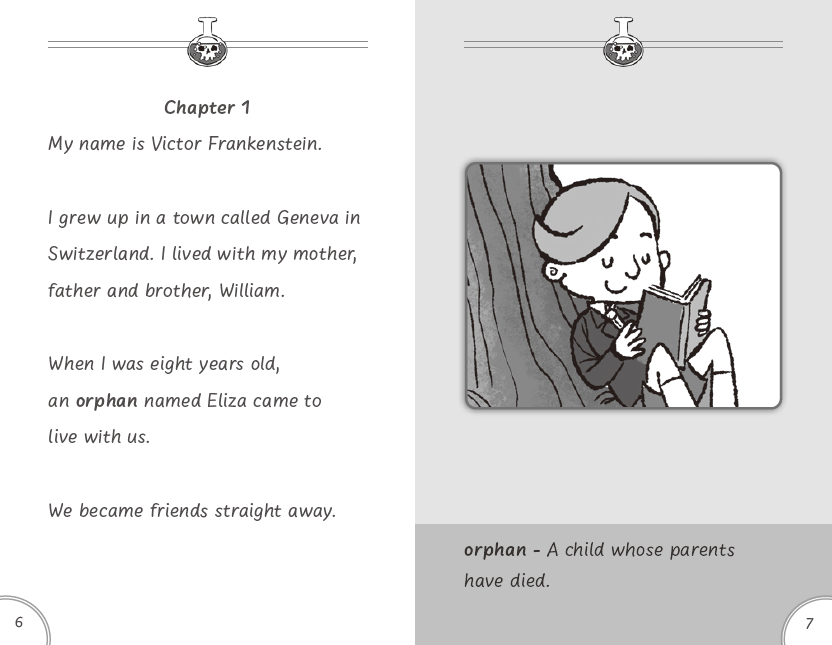 Chapter 1
My name is Victor Frankenstein.
I grew up in a town called Geneva in
Switzerland. I lived with my mother,
father and brother, William.
When I was eight years old,
an orphan named Eliza came to
live with us.
We became friends straight away.
6
orphan - A child whose parents
have died.
7